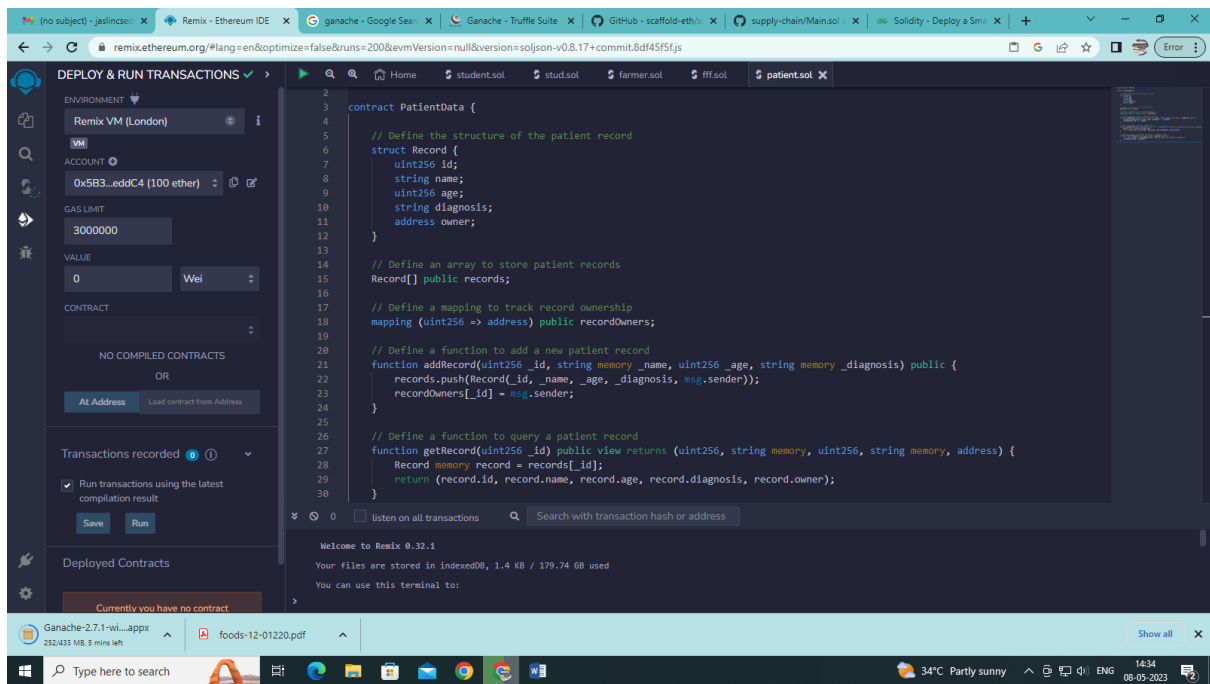 (no subject) - jaslincsed
Remix - Ethereum IDE
ganache - Google Searc
Ganache - Truffle Suite
GitHub - scaffold-eth/s
supply-chain/Main.sol
Solidity - Deploy a Sma
remix.ethereum.org/#lang=en&optimize=false&runs=200&evmVersion=null&version=soljson-v0.8.17+commit.8df45f5f.js
Error
DEPLOY & RUN TRANSACTIONS
ENVIRONMENT
Remix VM (London)
VM
ACCOUNT
0x5B3...eddC4 (100 ether)
GAS LIMIT
3000000
VALUE
0 Wei
CONTRACT
NO COMPILED CONTRACTS
OR
At Address Load contract from Address
Transactions recorded 0
Run transactions using the latest
compilation result
Save Run
Deployed Contracts
Currently you have no contract
Home student.sol stud.sol farmer.sol fff.sol patient.sol
2
3 contract PatientData {
4
5 // Define the structure of the patient record
6 struct Record {
7 uint256 id;
8 string name;
9 uint256 age;
10 string diagnosis;
11 address owner;
12 }
13
14 // Define an array to store patient records
15 Record[] public records;
16
17 // Define a mapping to track record ownership
18 mapping (uint256 => address) public recordOwners;
19
20 // Define a function to add a new patient record
21 function addRecord(uint256 _id, string memory _name, uint256 _age, string memory _diagnosis) public {
22 records.push(Record(_id, _name, _age, _diagnosis, msg.sender));
23 recordOwners[_id] = msg.sender;
24 }
25
26 // Define a function to query a patient record
27 function getRecord(uint256 _id) public view returns (uint256, string memory, uint256, string memory, address) {
28 Record memory record = records[_id];
29 return (record.id, record.name, record.age, record.diagnosis, record.owner);
30 }
0 listen on all transactions Search with transaction hash or address
Welcome to Remix 0.32.1
Your files are stored in indexedDB, 1.4 KB / 179.74 GB used
You can use this terminal to:
>
Ganache-2.7.1-wi....appx
252/433 MB, 5 mins left
foods-12-01220.pdf
Show all
Type here to search
34°C Partly sunny
ENG
14:34
08-05-2023
2